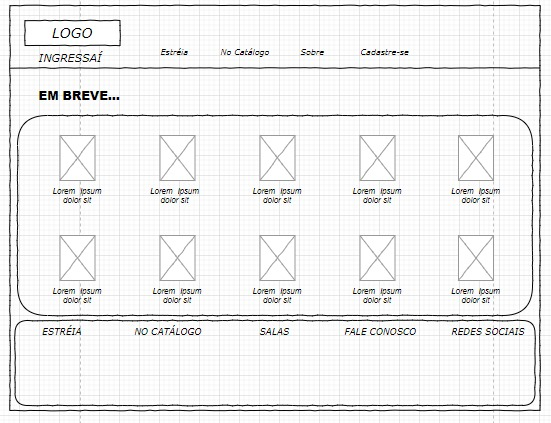 LOGO
INGRESSAÍ
Estréia No Catálogo Sobre Cadastre-se
EM BREVE...
Lorem Ipsum Lorem Ipsum Lorem Ipsum Lorem Ipsum Lorem Ipsum
dolor sit dolor sit dolor sit dolor sit dolor sit
Lorem Ipsum Lorem Ipsum Lorem Ipsum Lorem Ipsum Lorem Ipsum
dolor sit dolor sit dolor sit dolor sit dolor sit
ESTRÉIA NO CATÁLOGO SALAS FALE CONOSCO REDES SOCIAIS